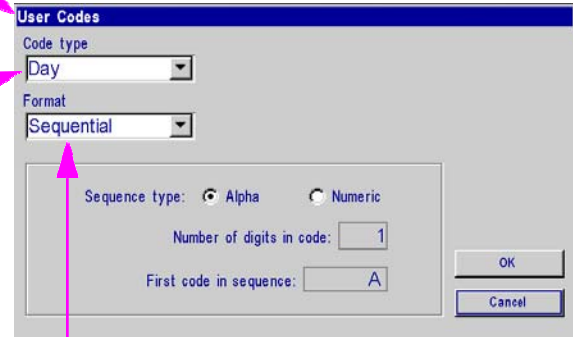 User Codes
Code type
Day
Format
Sequential
Sequence type: Alpha Numeric
Number of digits in code: 1
First code in sequence: A
OK
Cancel